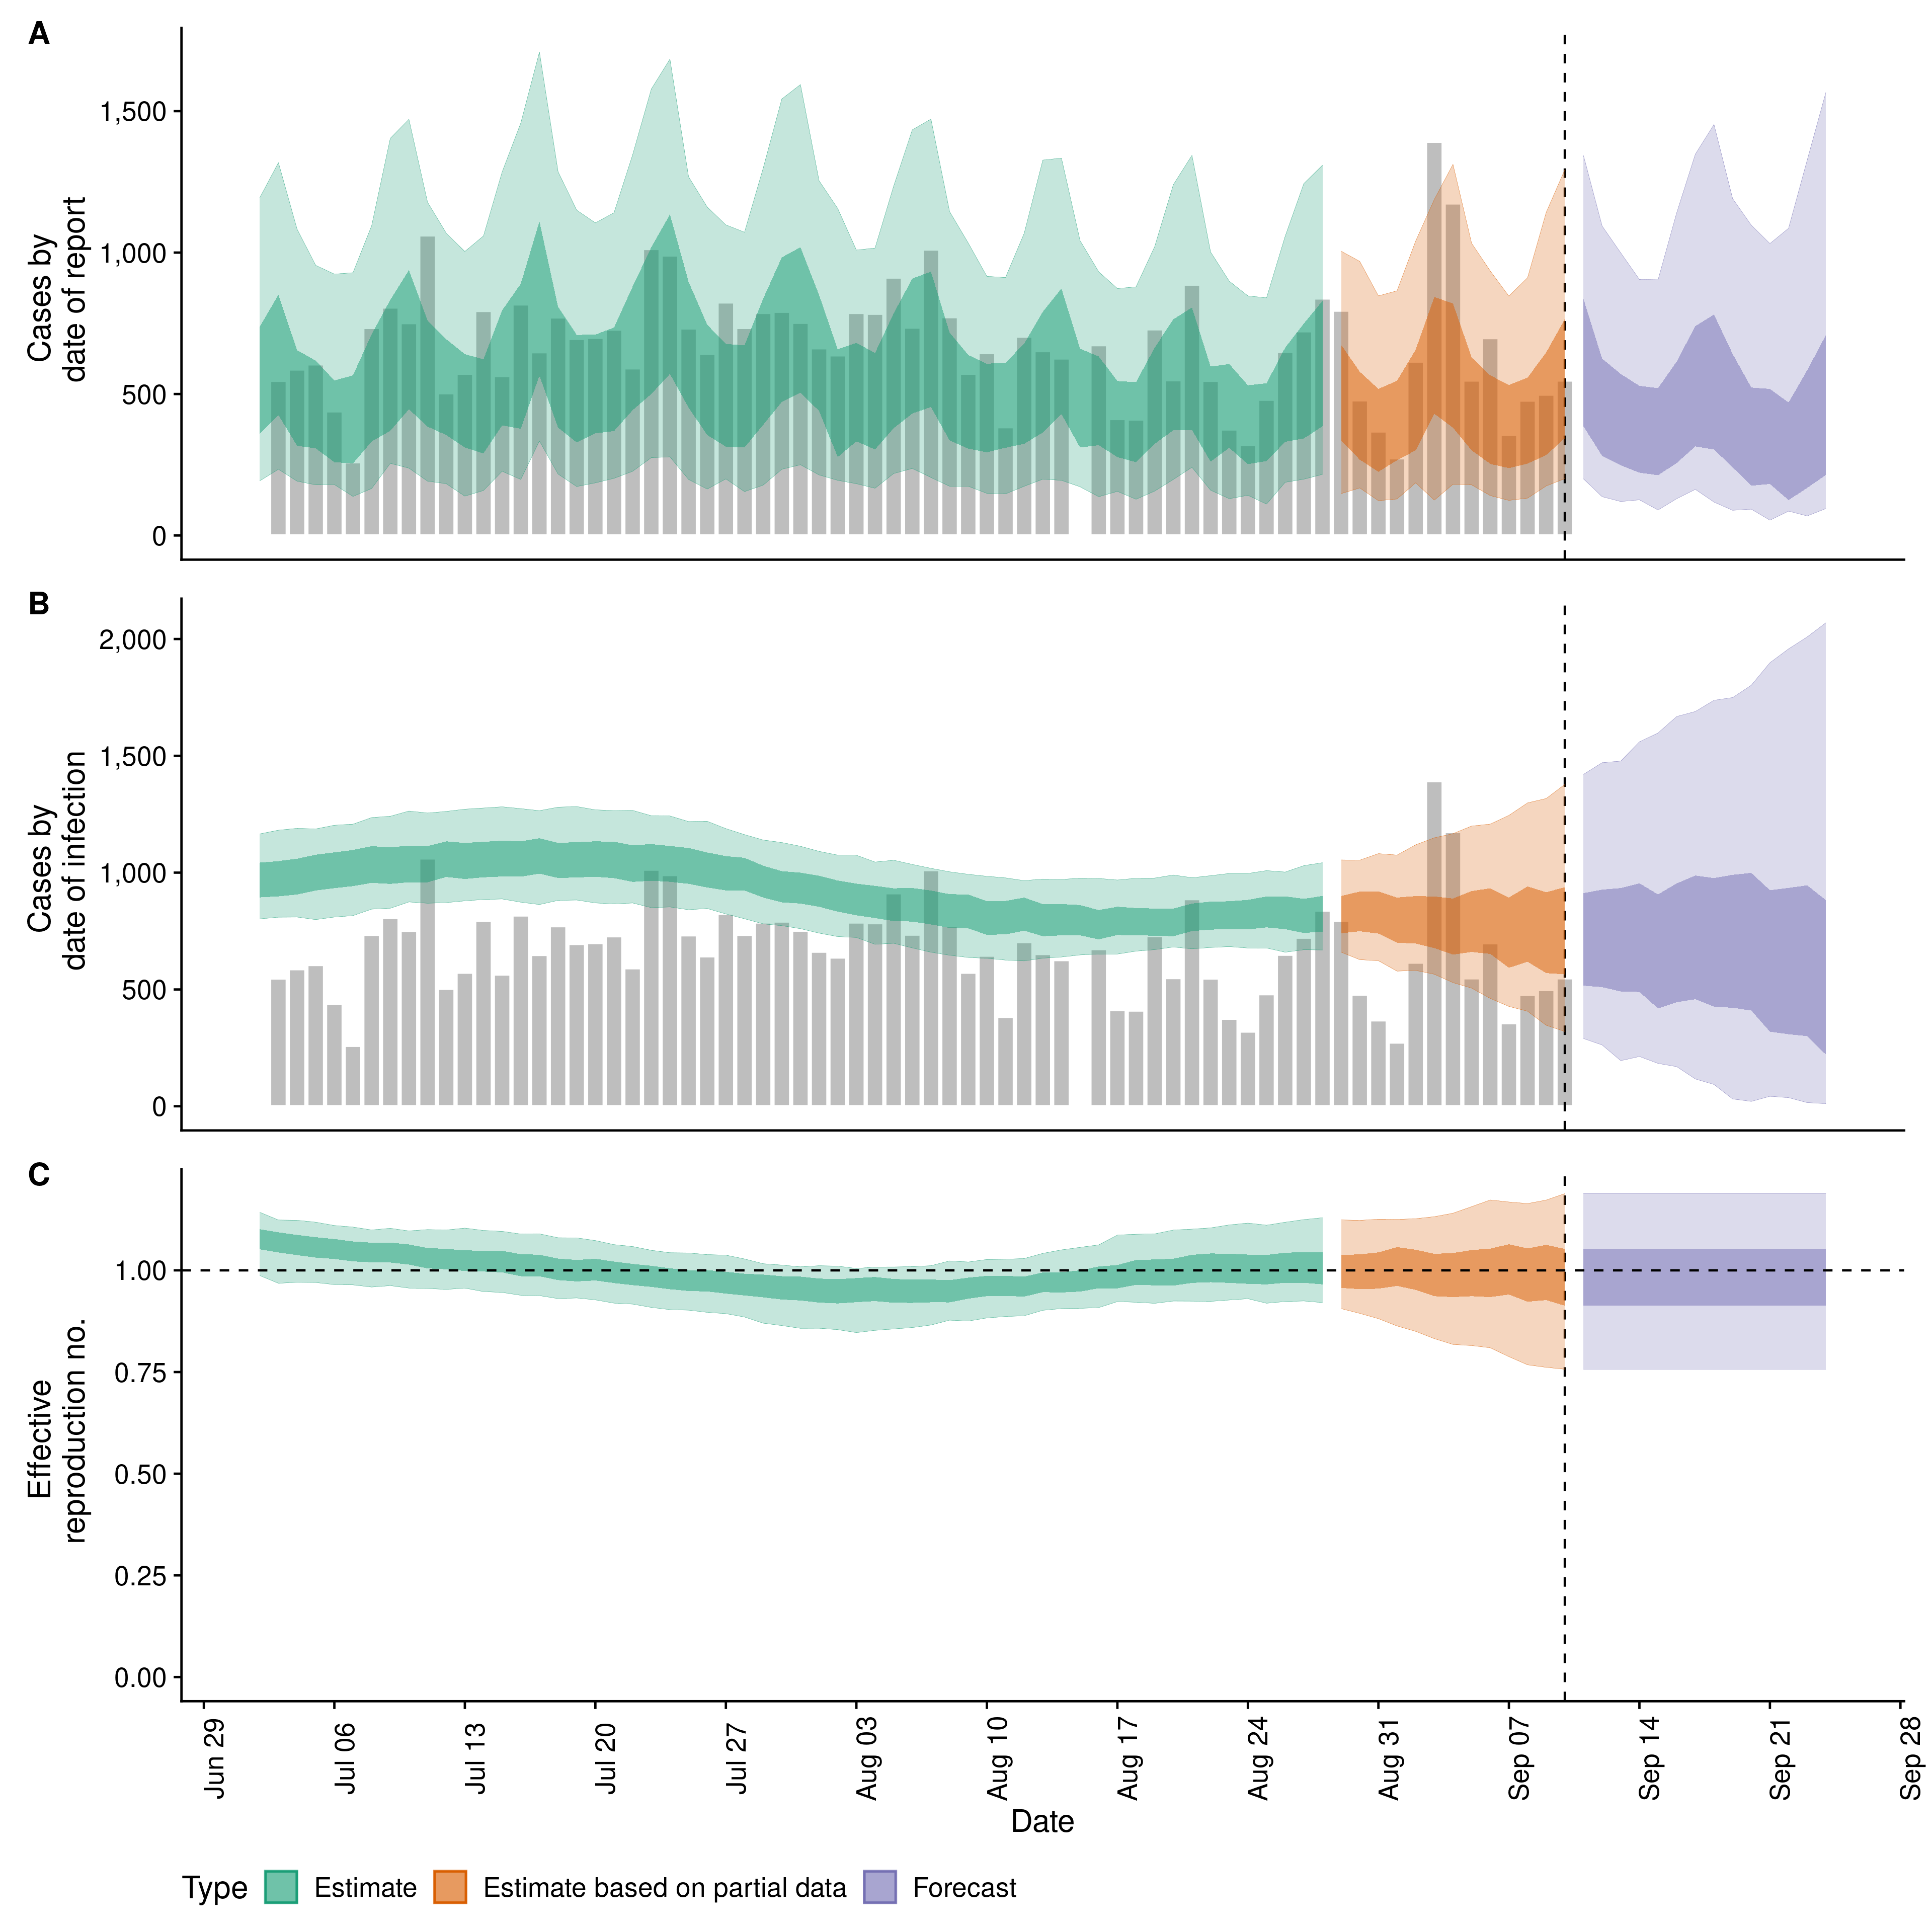 A
Cases by
date of report
1,500
1,000
500
0
B
Cases by
date of infection
2,000
1,500
1,000
500
0
C
Effective
reproduction no.
1.00
0.75
0.50
0.25
0.00
Jun 29
Jul 06
Jul 13
Jul 20
Jul 27
Aug 03
Aug 10
Aug 17
Aug 24
Aug 31
Sep 07
Sep 14
Sep 21
Sep 28
Date
Type Estimate Estimate based on partial data Forecast